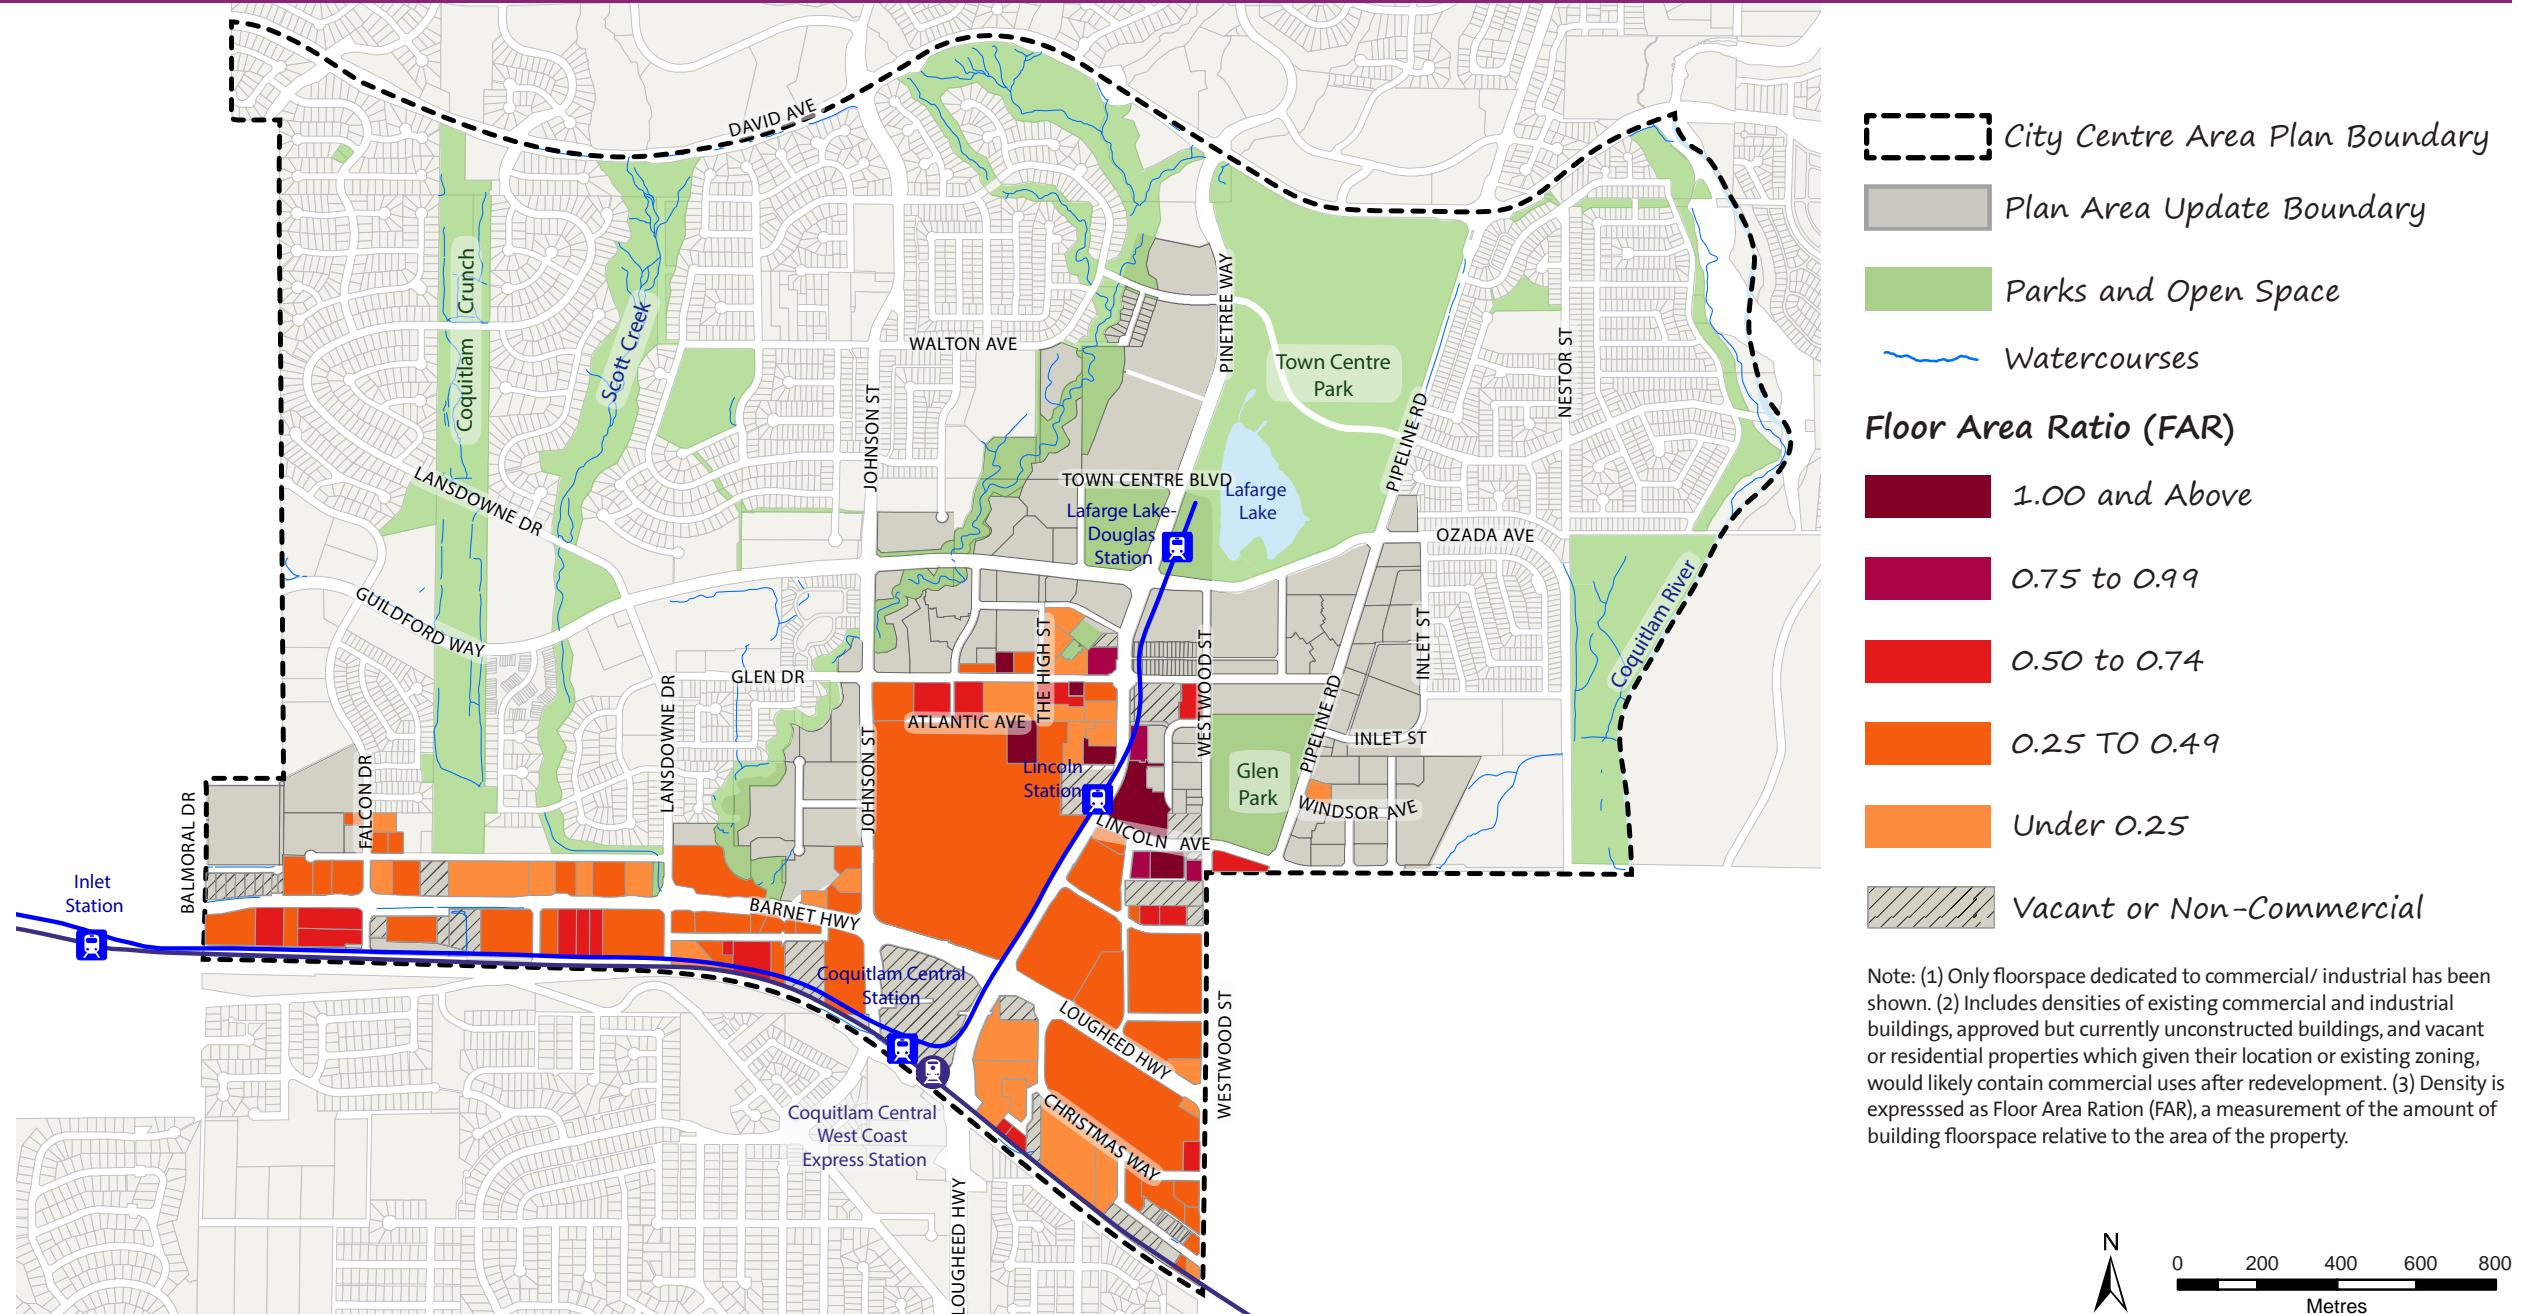 DAVID AVE
Coquitlam Crunch
Scott Creek
WALTON AVE
JOHNSON ST
PINETREE WAY
Town Centre
Park
PIPELINE RD
NESTOR ST
LANSDOWNE DR
TOWN CENTRE BLVD
Lafarge
Lake
Lafarge Lake-
Douglas
Station
OZADA AVE
GUILDFORD WAY
Coquitlam River
THE HIGH ST
WESTWOOD ST
INLET ST
GLEN DR
LANSDOWNE DR
ATLANTIC AVE
PIPELINE RD
INLET ST
JOHNSON ST
Lincoln
Station
Glen
Park
WINDSOR AVE
FALCON DR
BALMORAL DR
LINCOLN AVE
Inlet
Station
BARNET HWY
Coquitlam Central
Station
LOUGHEED HWY
WESTWOOD ST
CHRISTMAS WAY
Coquitlam Central
West Coast
Express Station
LOUGHEED HWY
City Centre Area Plan Boundary
Plan Area Update Boundary
Parks and Open Space
Watercourses
Floor Area Ratio (FAR)
1.00 and Above
0.75 to 0.99
0.50 to 0.74
0.25 TO 0.49
Under 0.25
Vacant or Non-Commercial
Note: (1) Only floorspace dedicated to commercial/ industrial has been
shown. (2) Includes densities of existing commercial and industrial
buildings, approved but currently unconstructed buildings, and vacant
or residential properties which given their location or existing zoning,
would likely contain commercial uses after redevelopment. (3) Density is
expresssed as Floor Area Ration (FAR), a measurement of the amount of
building floorspace relative to the area of the property.
N
0 200 400 600 800
Metres